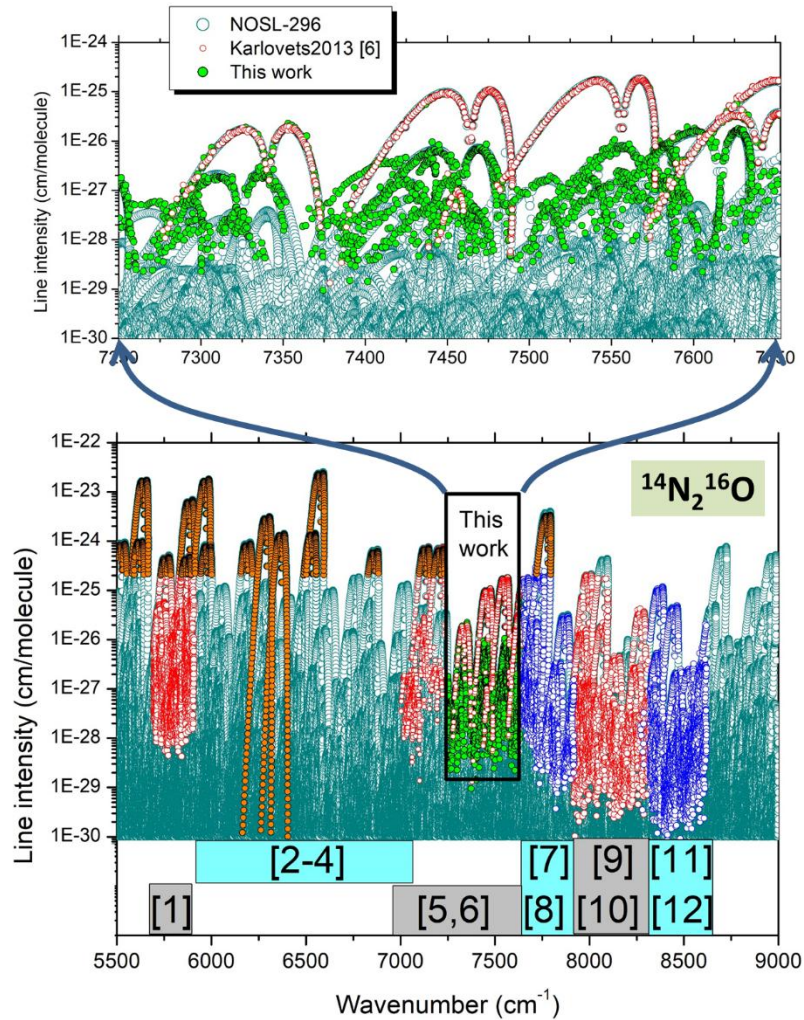 NOSL-296
Karlovets2013 [6]
This work
Line intensity (cm/molecule)
1E-24
1E-25
1E-26
1E-27
1E-28
1E-29
1E-30
7250 7300 7350 7400 7450 7500 7550 7600 7650
Line intensity (cm/molecule)
1E-22
1E-23
1E-24
1E-25
1E-26
1E-27
1E-28
1E-29
1E-30
¹⁴N₂¹⁶O
This
work
[1]
[2-4]
[5,6]
[7]
[8]
[9]
[10]
[11]
[12]
5500 6000 6500 7000 7500 8000 8500 9000
Wavenumber (cm⁻¹)